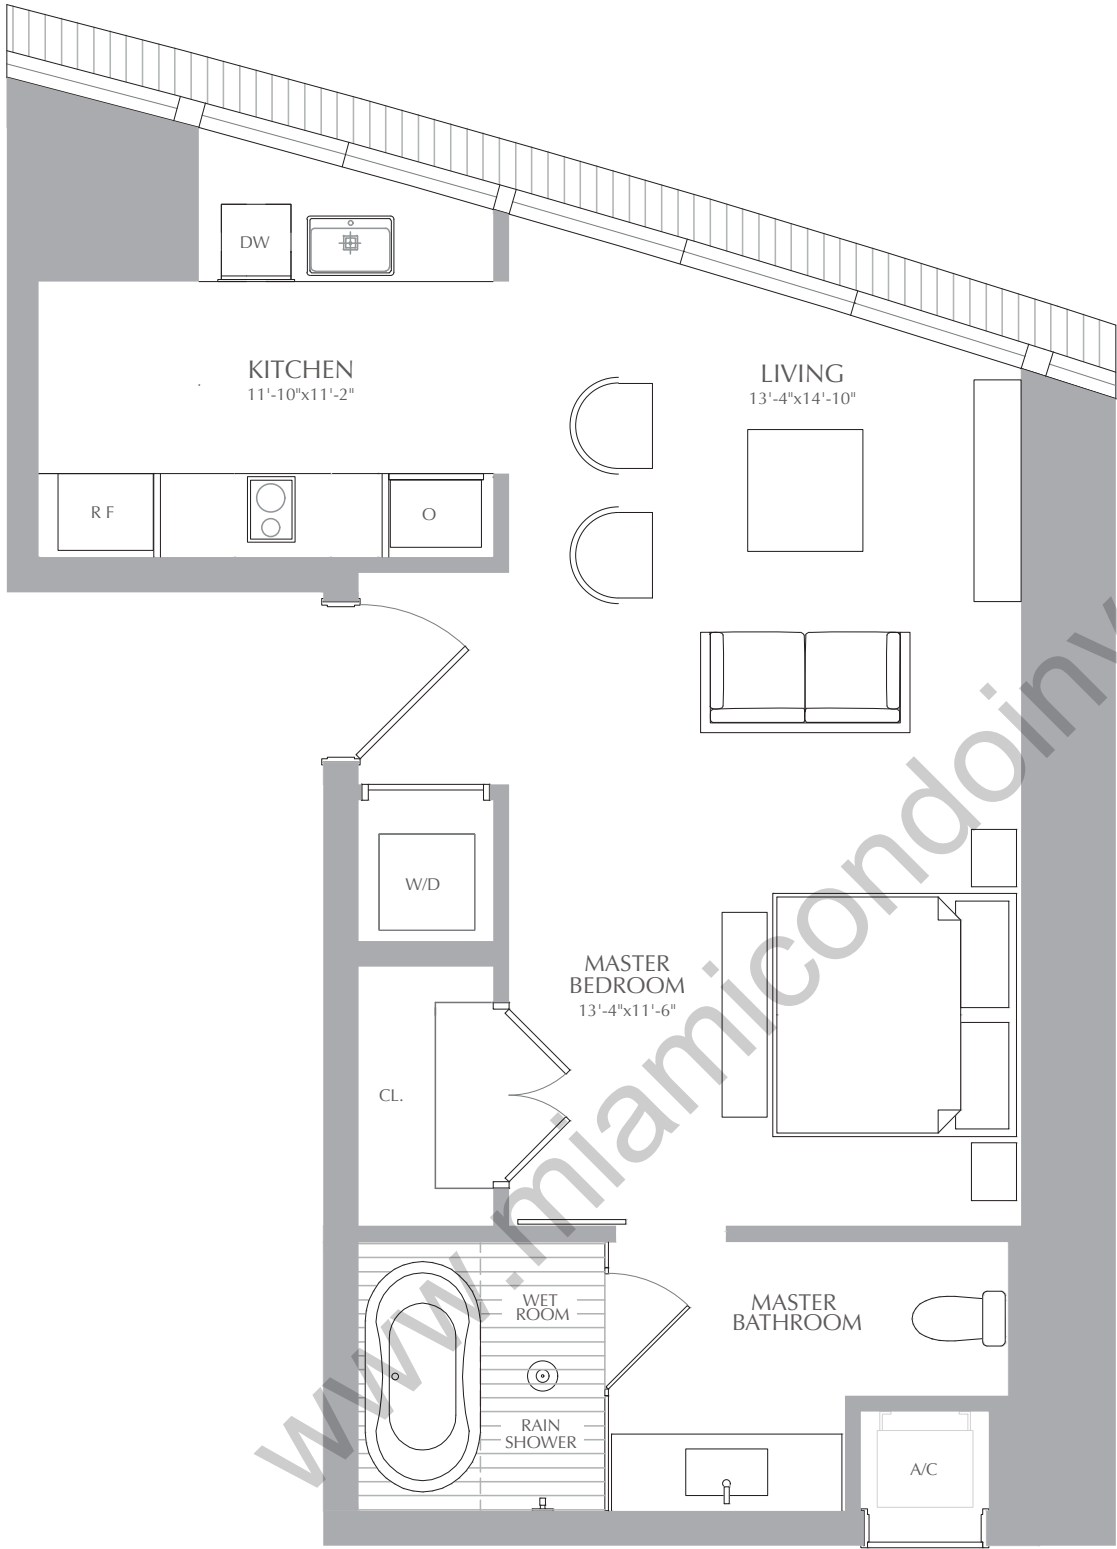 DW
KITCHEN
11'-10"x11'-2"
LIVING
13'-4"x14'-10"
R F
O
W/D
MASTER
BEDROOM
13'-4"x11'-6"
CL.
WET
ROOM
MASTER
BATHROOM
RAIN
SHOWER
A/C
www.miamicondoinv